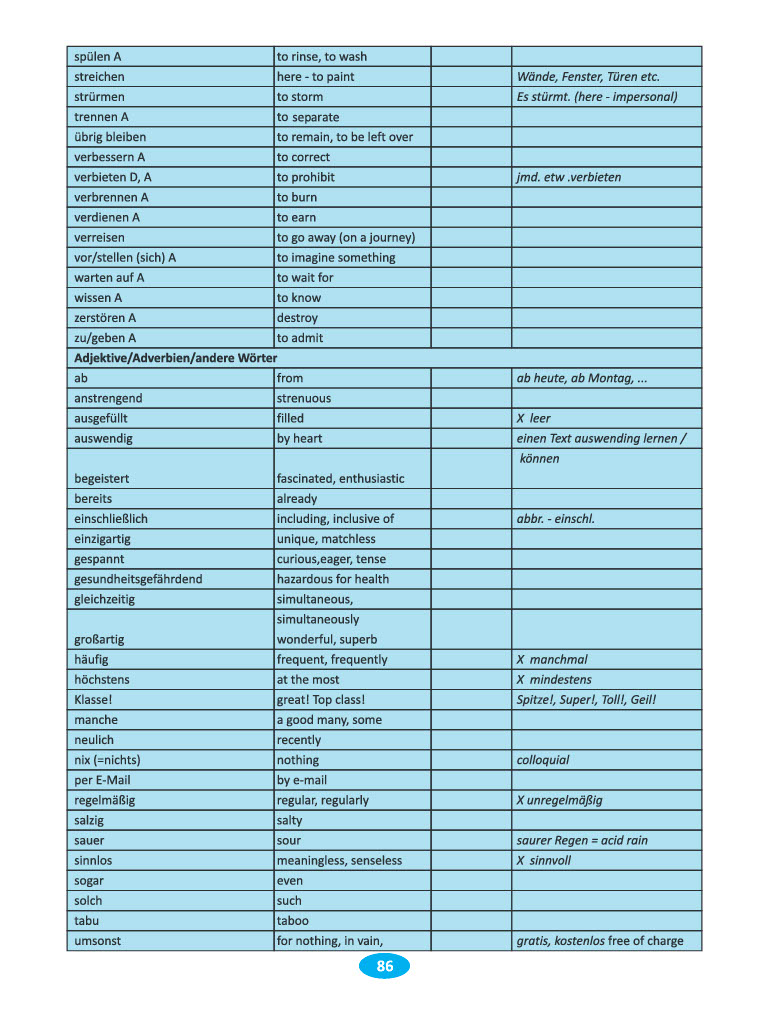 spülen A to rinse, to wash
streichen here - to paint Wände, Fenster, Türen etc.
strürmen to storm Es stürmt. (here - impersonal)
trennen A to separate
übrig bleiben to remain, to be left over
verbessern A to correct
verbieten D, A to prohibit jmd. etw .verbieten
verbrennen A to burn
verdienen A to earn
verreisen to go away (on a journey)
vor/stellen (sich) A to imagine something
warten auf A to wait for
wissen A to know
zerstören A destroy
zu/geben A to admit
Adjektive/Adverbien/andere Wörter
ab from ab heute, ab Montag, ...
anstrengend strenuous
ausgefüllt filled X leer
auswendig by heart einen Text auswending lernen /
können
begeistert fascinated, enthusiastic
bereits already
einschließlich including, inclusive of abbr. - einschl.
einzigartig unique, matchless
gespannt curious,eager, tense
gesundheitsgefährdend hazardous for health
gleichzeitig simultaneous,
simultaneously
großartig wonderful, superb
häufig frequent, frequently X manchmal
höchstens at the most X mindestens
Klasse! great! Top class! Spitze!, Super!, Toll!, Geil!
manche a good many, some
neulich recently
nix (=nichts) nothing colloquial
per E-Mail by e-mail
regelmäßig regular, regularly X unregelmäßig
salzig salty
sauer sour saurer Regen = acid rain
sinnlos meaningless, senseless X sinnvoll
sogar even
solch such
tabu taboo
umsonst for nothing, in vain, gratis, kostenlos free of charge
86